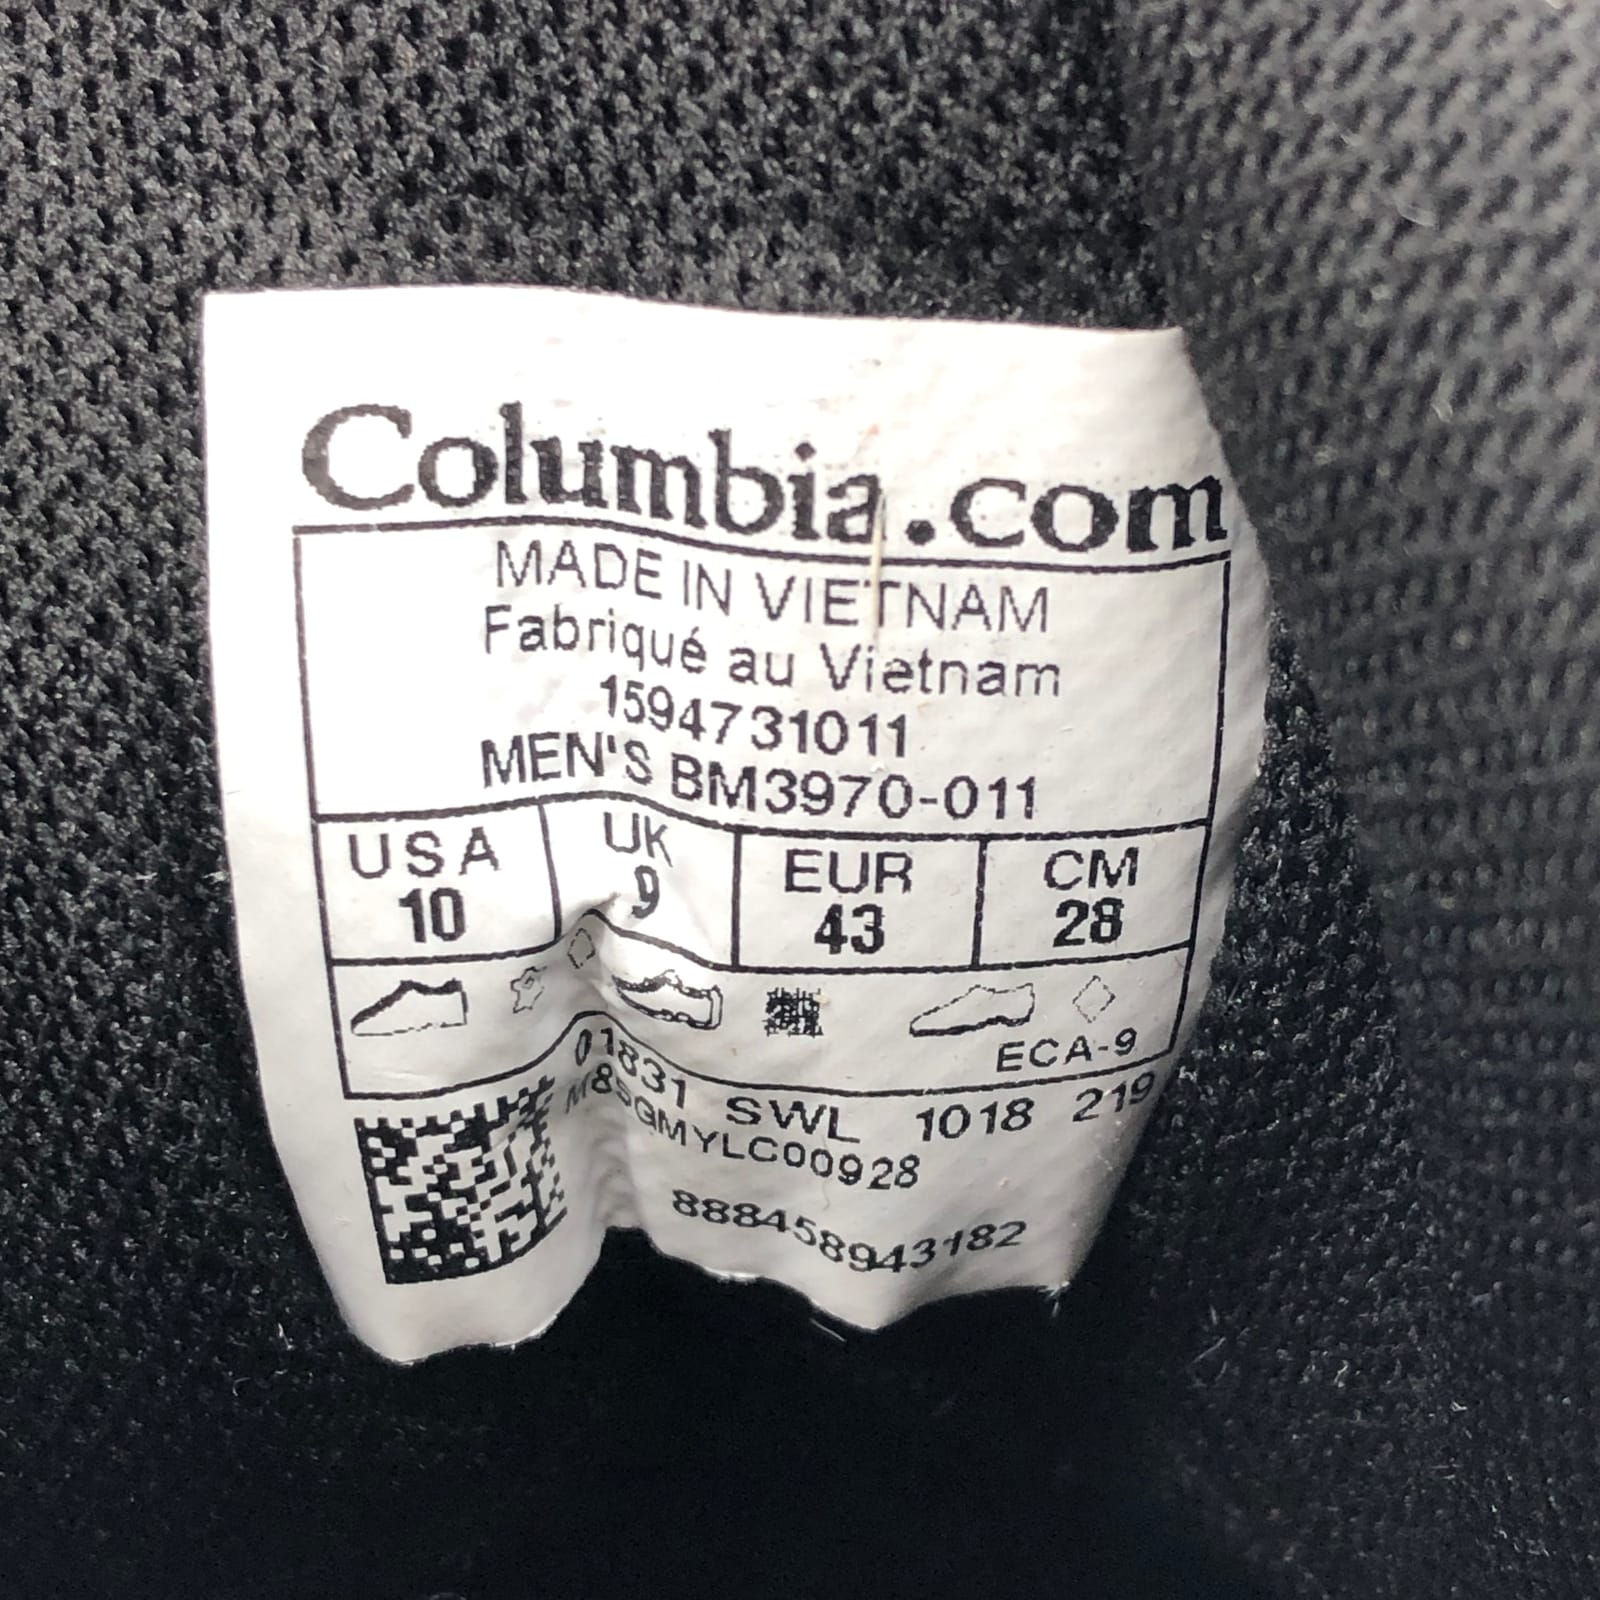 Columbia.com
MADE IN VIETNAM
Fabriqué au Vietnam
1594731011
MEN'S BM3970-011
USA UK EUR CM
10 9 43 28
ECA-9
01831 SWL 1018 219
M85GMYLC00928
888458943182